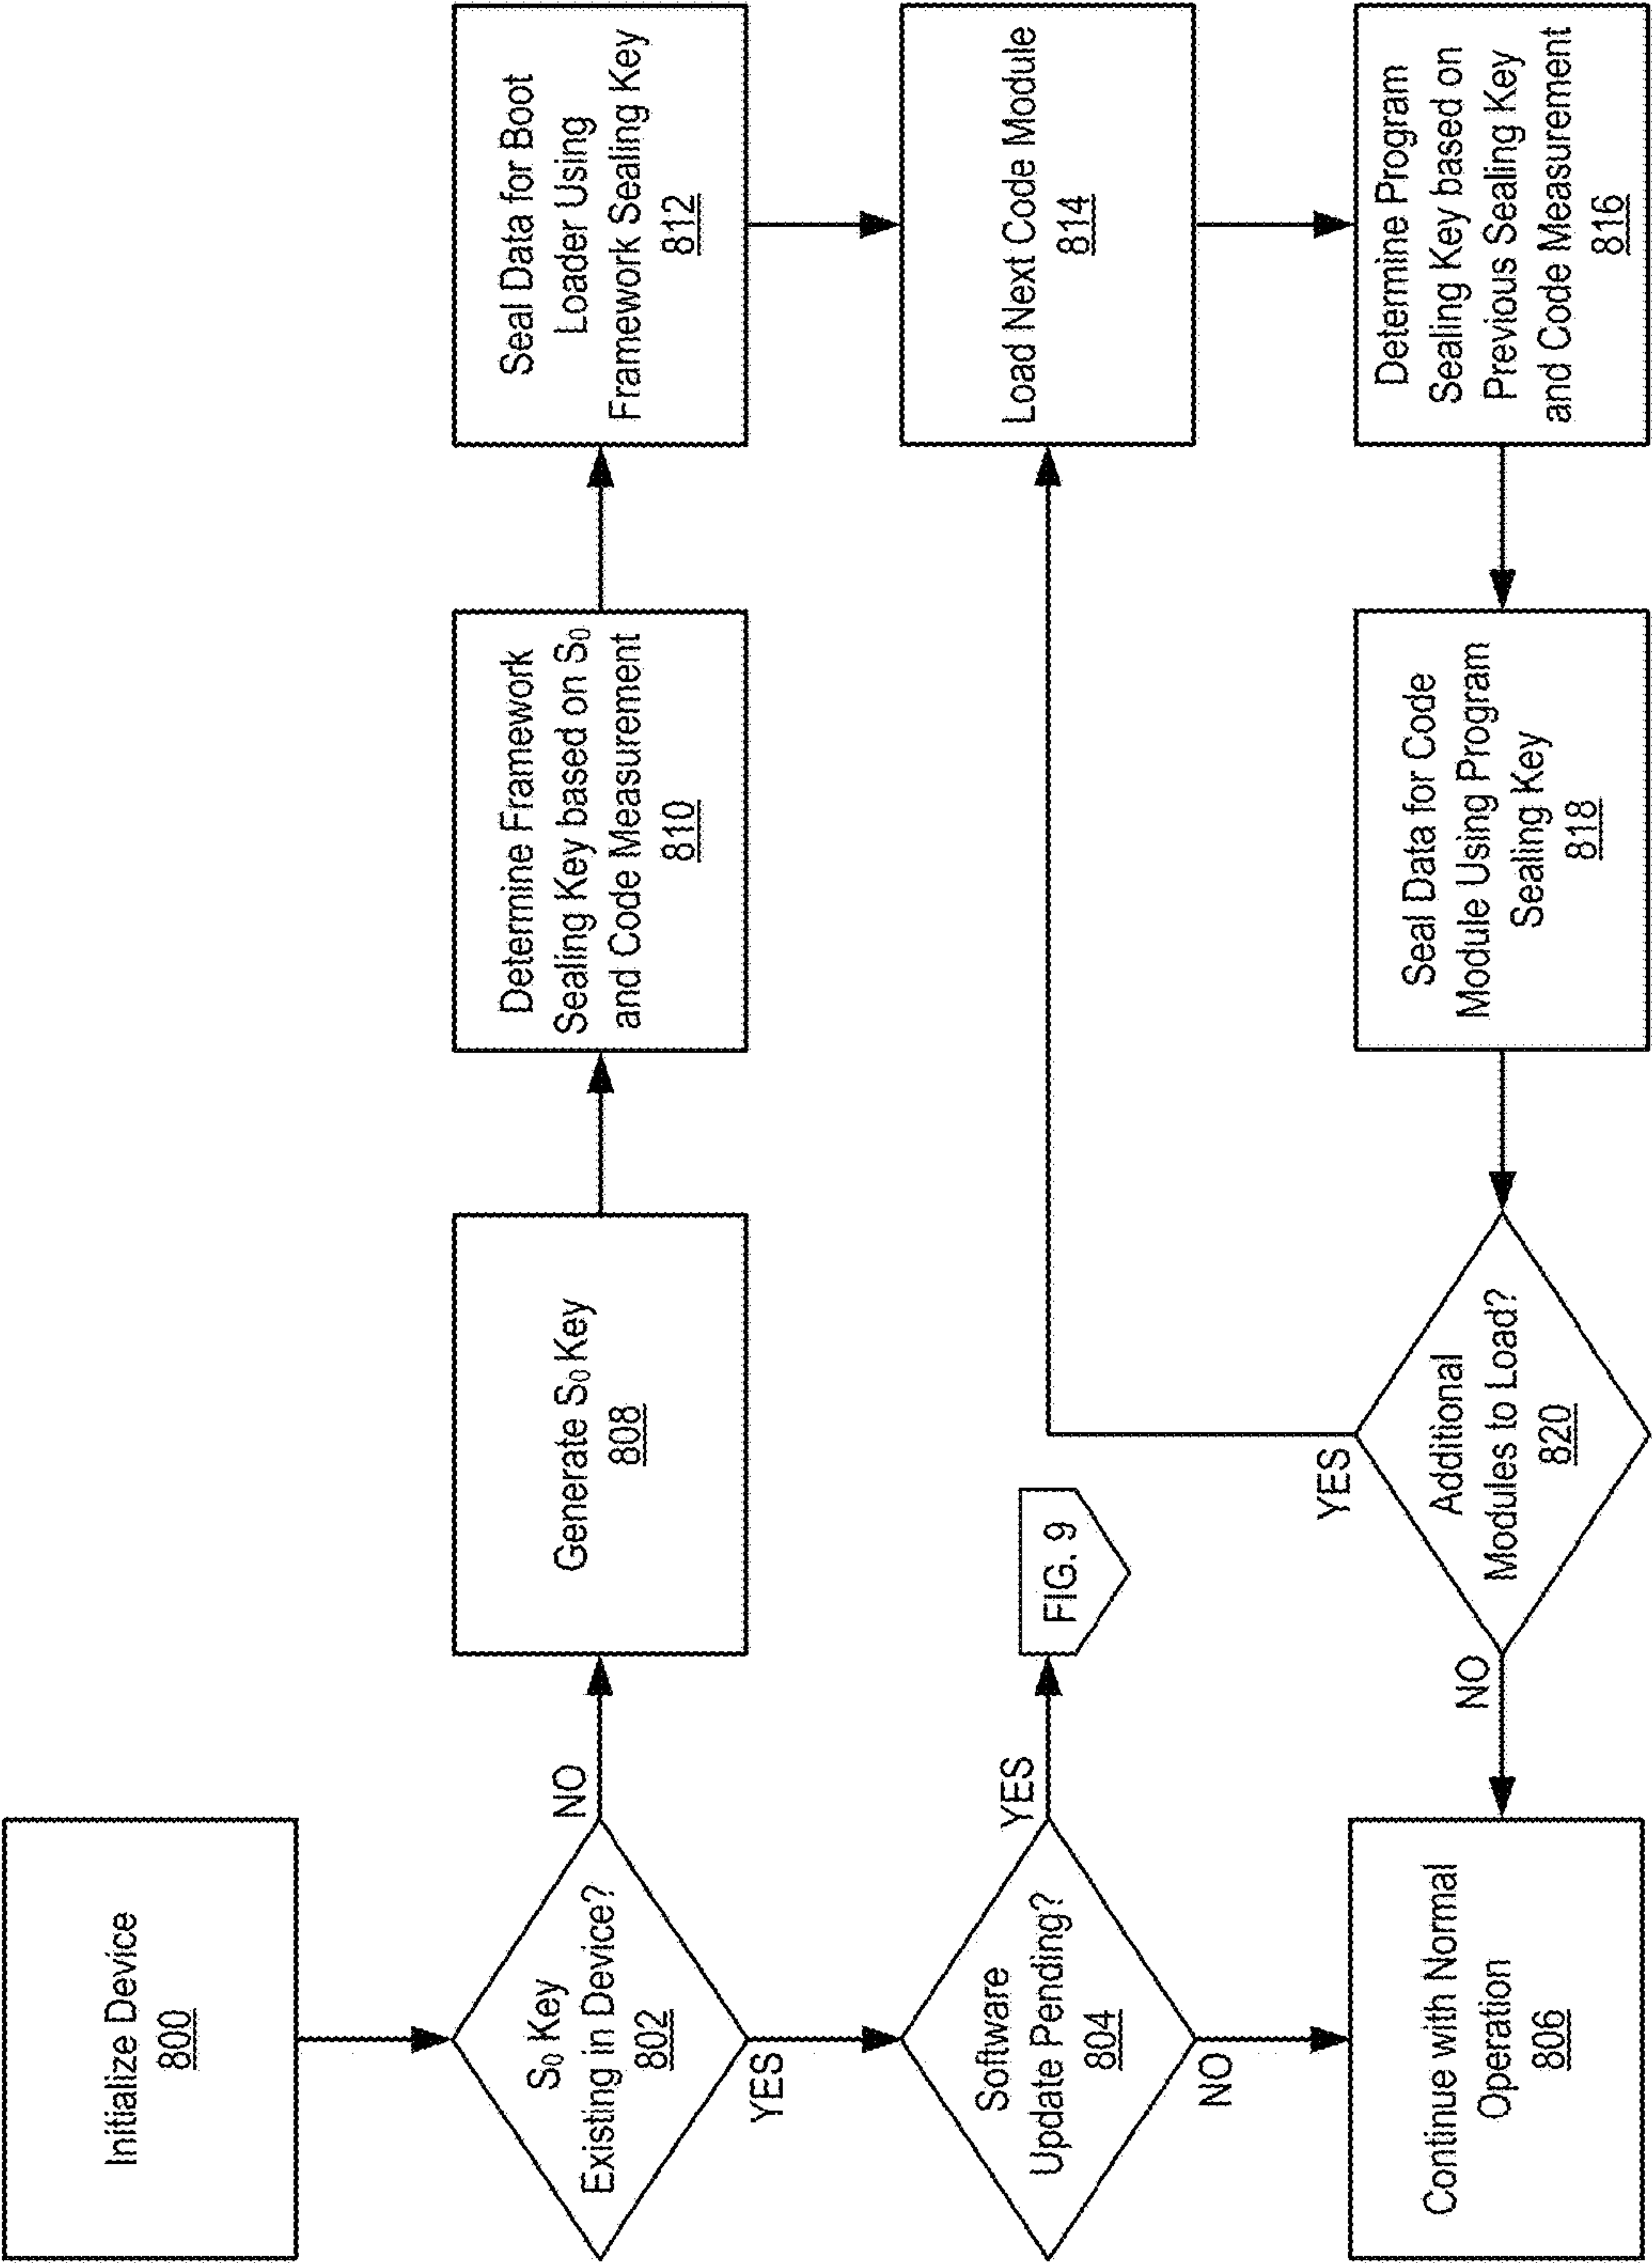 Initialize Device
800
S₀ Key
Existing in Device?
802
NO
YES
Generate S₀ Key
808
Determine Framework
Sealing Key based on S₀
and Code Measurement
810
Seal Data for Boot
Loader Using
Framework Sealing Key
812
Software
Update Pending?
804
YES
NO
FIG. 9
Load Next Code Module
814
Continue with Normal
Operation
806
Additional
Modules to Load?
820
YES
NO
Seal Data for Code
Module Using Program
Sealing Key
818
Determine Program
Sealing Key based on
Previous Sealing Key
and Code Measurement
816